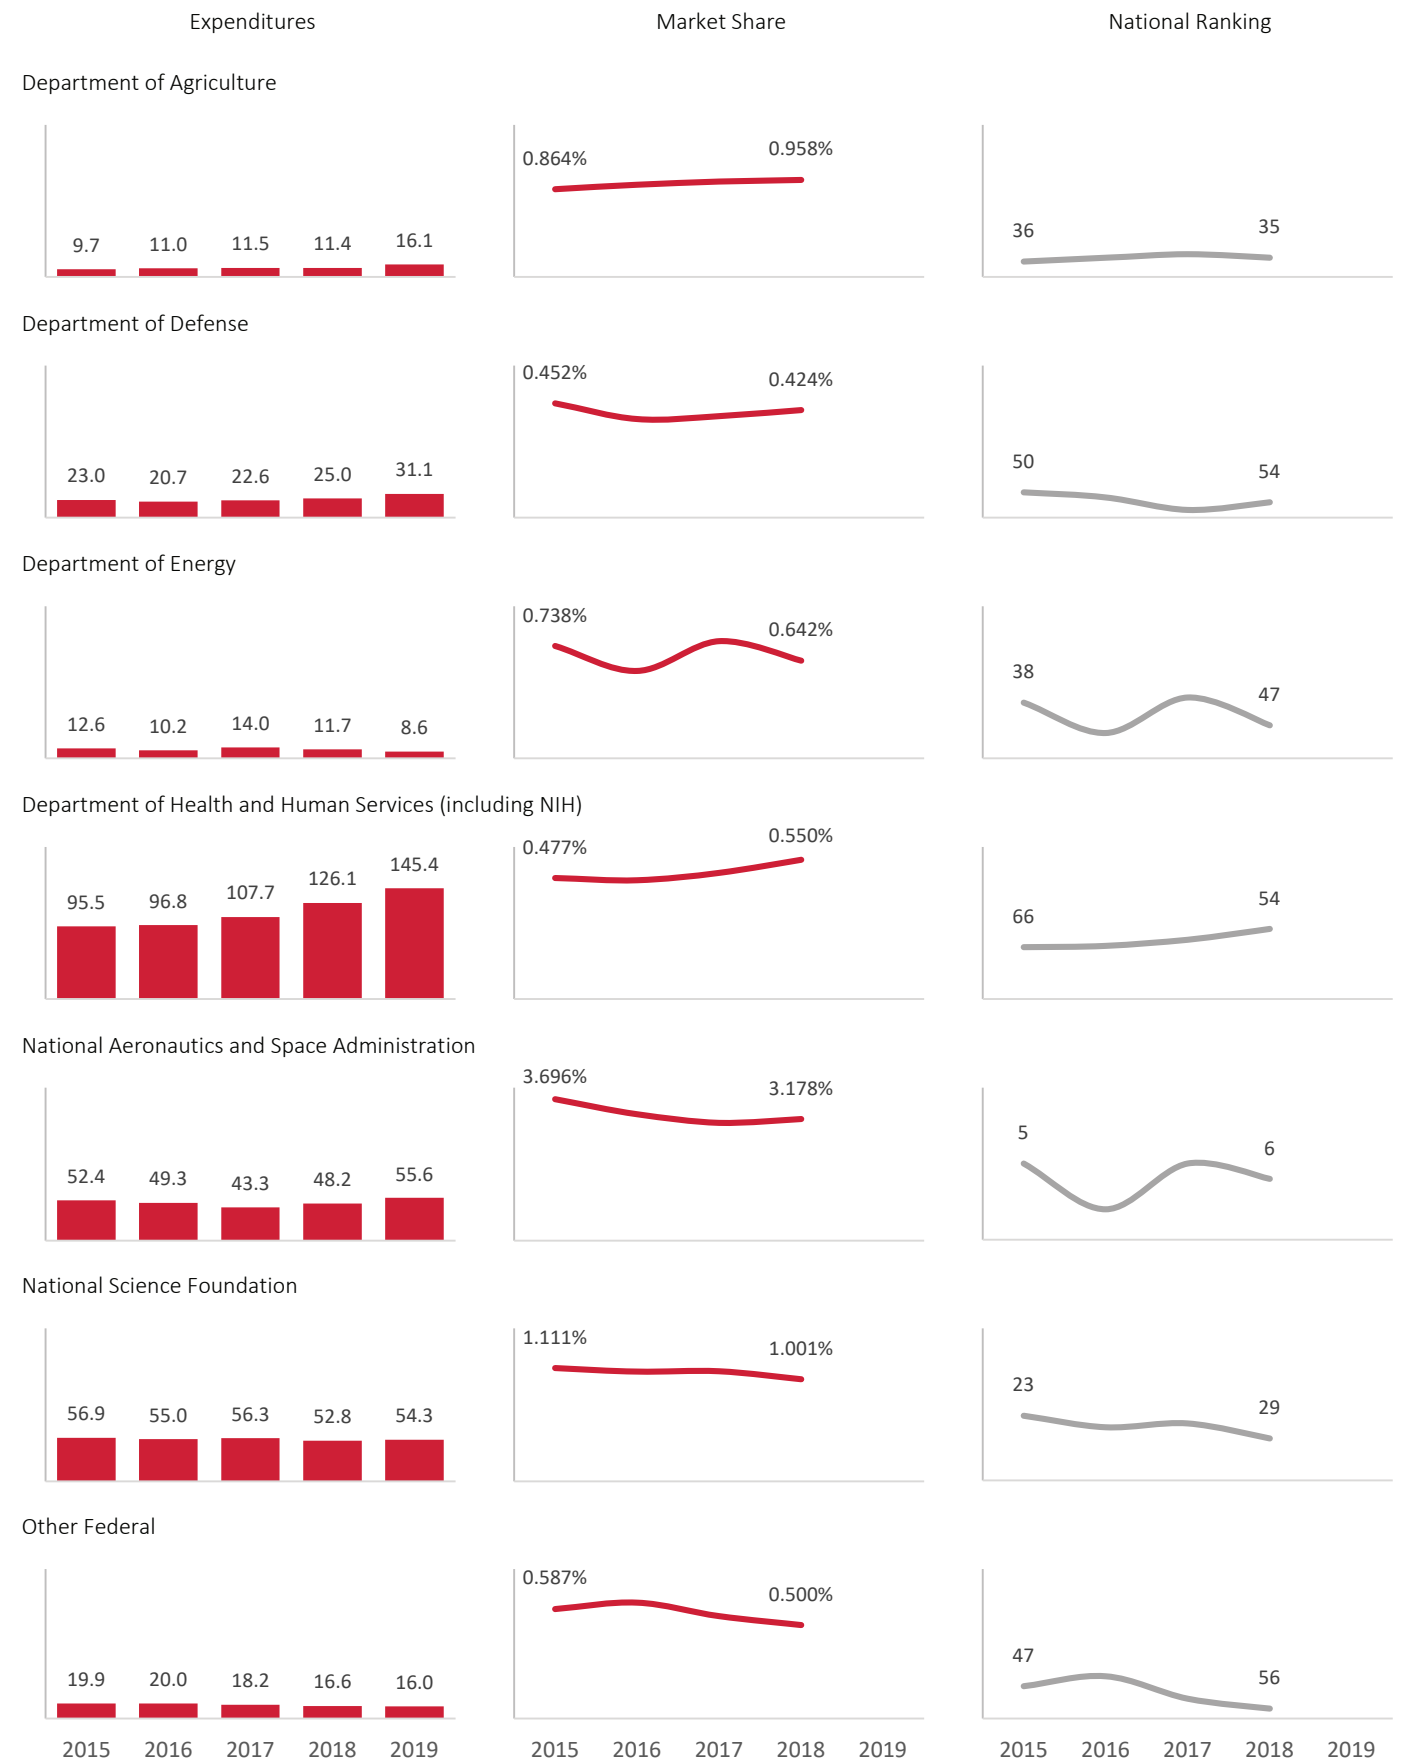 Expenditures Market Share National Ranking
Department of Agriculture
9.7 11.0 11.5 11.4 16.1
0.864% 0.958%
36 35
Department of Defense
23.0 20.7 22.6 25.0 31.1
0.452% 0.424%
50 54
Department of Energy
12.6 10.2 14.0 11.7 8.6
0.738% 0.642%
38 47
Department of Health and Human Services (including NIH)
95.5 96.8 107.7 126.1 145.4
0.477% 0.550%
66 54
National Aeronautics and Space Administration
52.4 49.3 43.3 48.2 55.6
3.696% 3.178%
5 6
National Science Foundation
56.9 55.0 56.3 52.8 54.3
1.111% 1.001%
23 29
Other Federal
19.9 20.0 18.2 16.6 16.0
0.587% 0.500%
47 56
2015 2016 2017 2018 2019 2015 2016 2017 2018 2019 2015 2016 2017 2018 2019